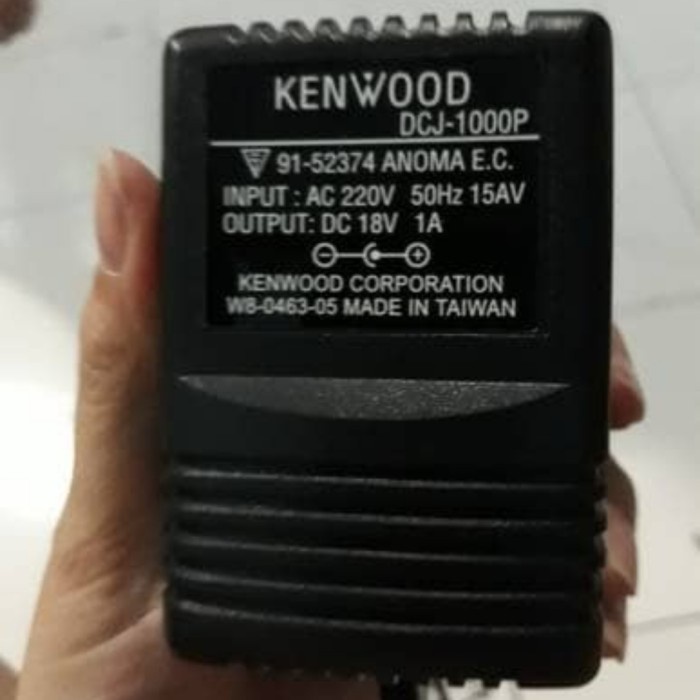 KENWOOD
DCJ-1000P
91-52374 ANOMA E.C.
INPUT : AC 220V 50Hz 15AV
OUTPUT: DC 18V 1A
KENWOOD CORPORATION
W8-0463-05 MADE IN TAIWAN